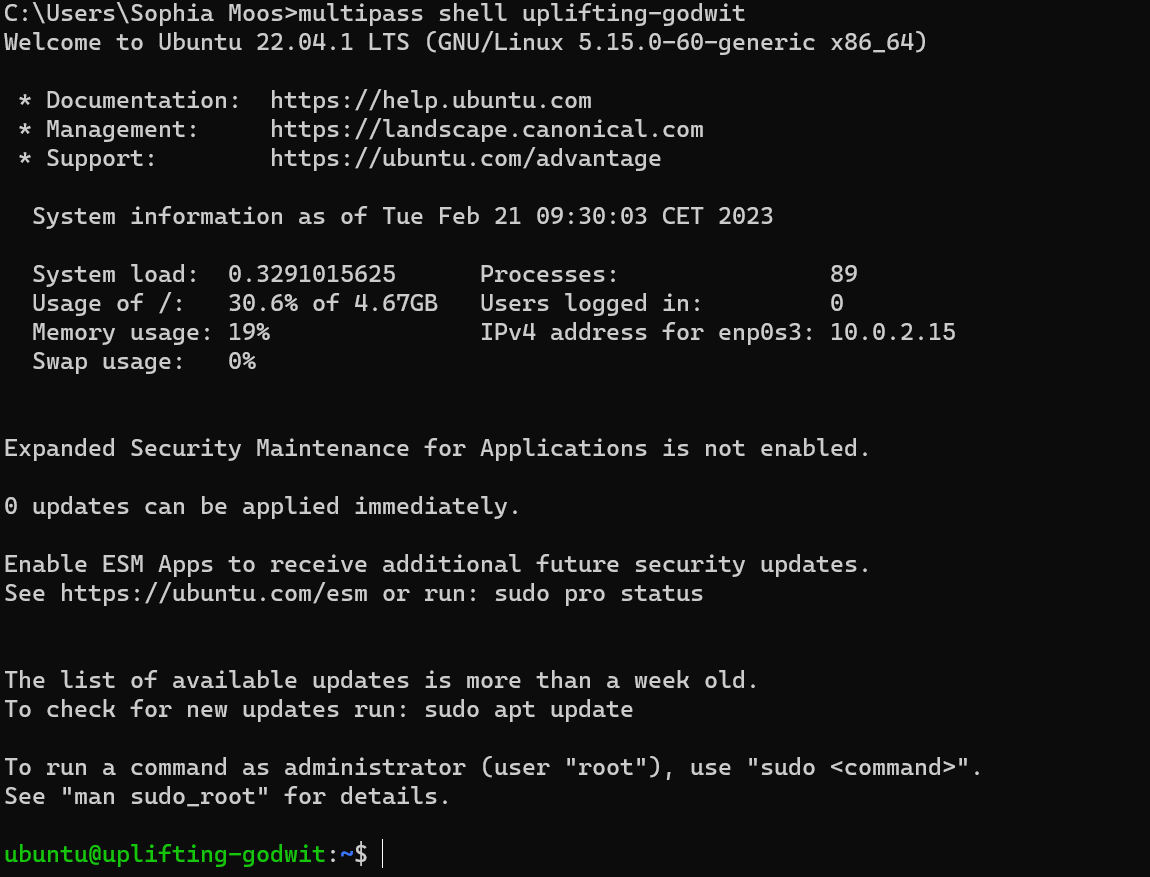 C:\Users\Sophia Moos>multipass shell uplifting-godwit
Welcome to Ubuntu 22.04.1 LTS (GNU/Linux 5.15.0-60-generic x86_64)
* Documentation: https://help.ubuntu.com
* Management: https://landscape.canonical.com
* Support: https://ubuntu.com/advantage
System information as of Tue Feb 21 09:30:03 CET 2023
System load: 0.3291015625 Processes: 89
Usage of /: 30.6% of 4.67GB Users logged in: 0
Memory usage: 19% IPv4 address for enp0s3: 10.0.2.15
Swap usage: 0%
Expanded Security Maintenance for Applications is not enabled.
0 updates can be applied immediately.
Enable ESM Apps to receive additional future security updates.
See https://ubuntu.com/esm or run: sudo pro status
The list of available updates is more than a week old.
To check for new updates run: sudo apt update
To run a command as administrator (user "root"), use "sudo <command>".
See "man sudo_root" for details.
ubuntu@uplifting-godwit:~$